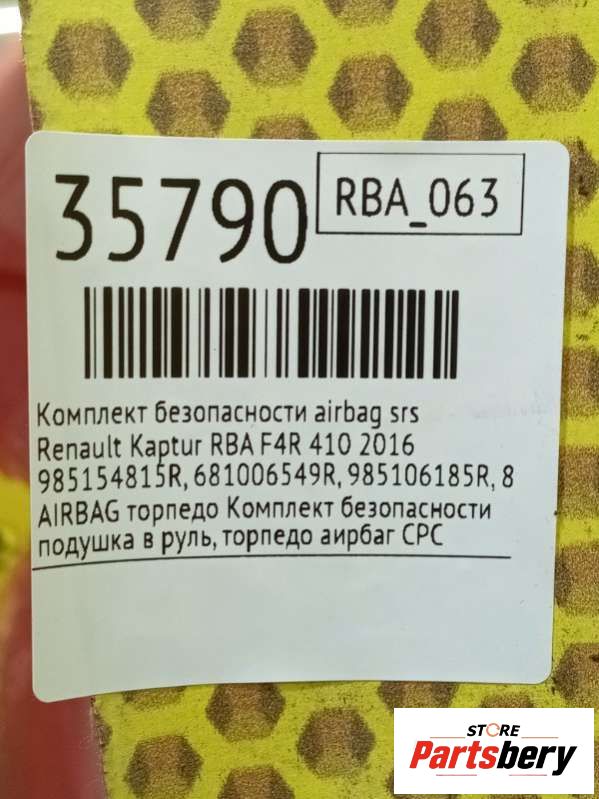 35790
RBA_063
Комплект безопасности airbag srs
Renault Kaptur RBA F4R 410 2016
985154815R, 681006549R, 985106185R, 8
AIRBAG торпедо Комплект безопасности
подушка в руль, торпедо аирбаг СРС
STORE
Partsbery